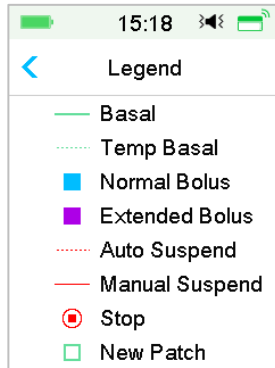 15:18
Legend
Basal
Temp Basal
Normal Bolus
Extended Bolus
Auto Suspend
Manual Suspend
Stop
New Patch